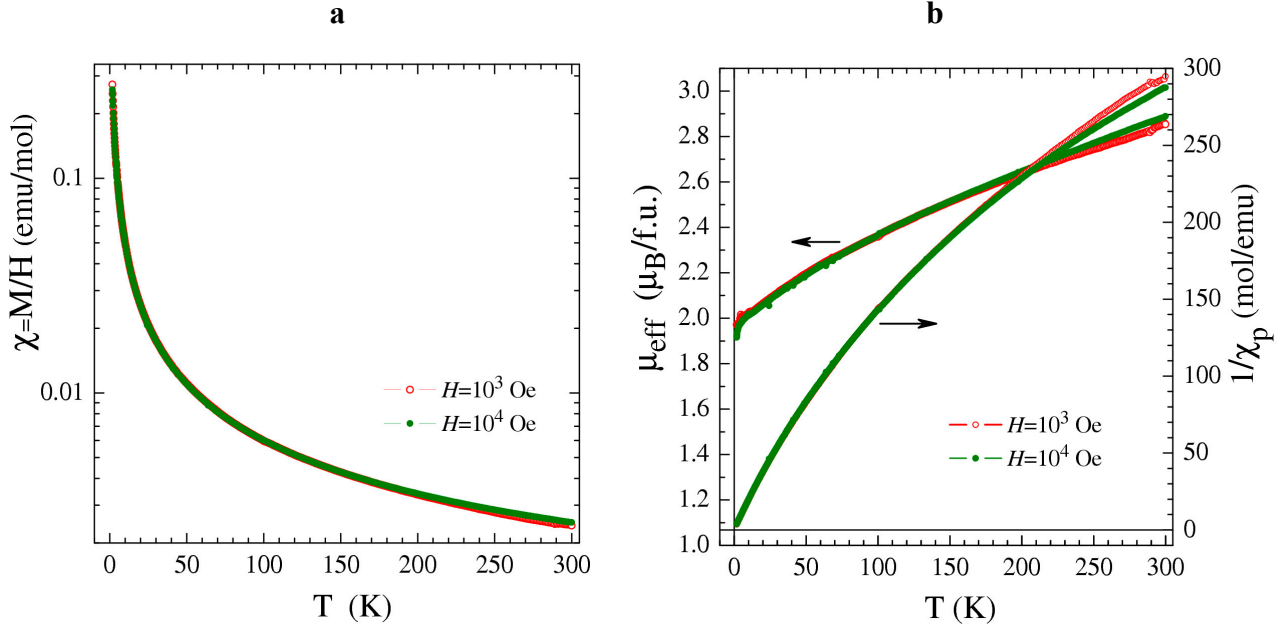 a
χ=M/H (emu/mol)
0.1
0.01
H=10³ Oe
H=10⁴ Oe
0 50 100 150 200 250 300
T (K)
b
μeff (μB/f.u.)
3.0
2.8
2.6
2.4
2.2
2.0
1.8
1.6
1.4
1.2
1.0
300
250
200
150
100
50
0
1/χp (mol/emu)
H=10³ Oe
H=10⁴ Oe
0 50 100 150 200 250 300
T (K)